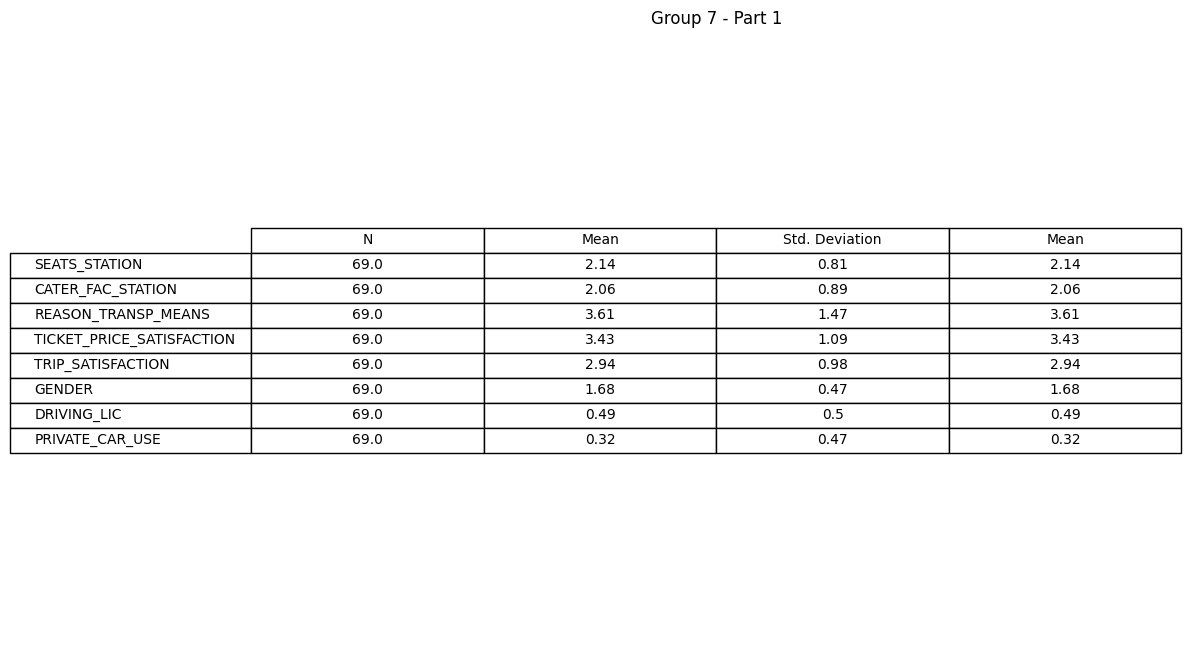 Group 7 - Part 1
N Mean Std. Deviation Mean
SEATS_STATION 69.0 2.14 0.81 2.14
CATER_FAC_STATION 69.0 2.06 0.89 2.06
REASON_TRANSP_MEANS 69.0 3.61 1.47 3.61
TICKET_PRICE_SATISFACTION 69.0 3.43 1.09 3.43
TRIP_SATISFACTION 69.0 2.94 0.98 2.94
GENDER 69.0 1.68 0.47 1.68
DRIVING_LIC 69.0 0.49 0.5 0.49
PRIVATE_CAR_USE 69.0 0.32 0.47 0.32